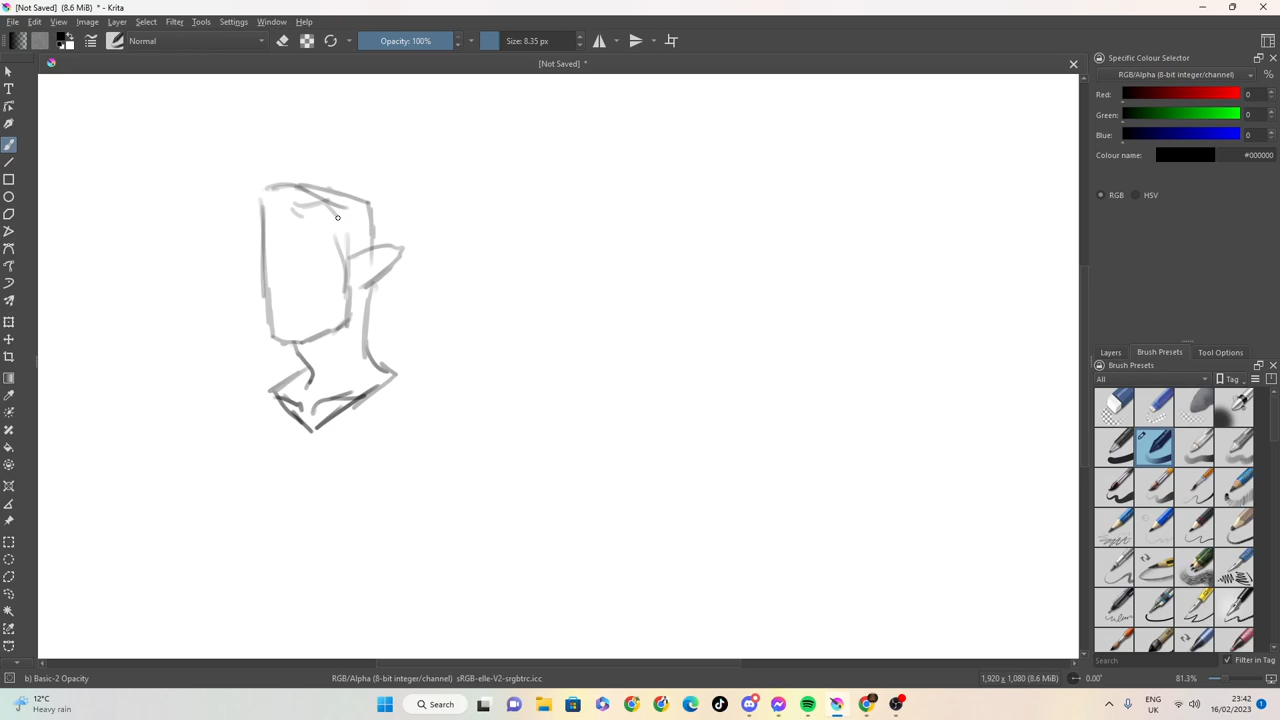 [Not Saved] (8.6 MiB) * - Krita
File Edit View Image Layer Select Filter Tools Settings Window Help
Normal Opacity: 100% Size: 8.35 px
[Not Saved] *
Specific Colour Selector
RGB/Alpha (8-bit integer/channel) %
Red: 0
Green: 0
Blue: 0
Colour name: #000000
RGB HSV
Layers Brush Presets Tool Options
Brush Presets
All Tag
Search Filter in Tag
b) Basic-2 Opacity RGB/Alpha (8-bit integer/channel) sRGB-elle-V2-srgbtrc.icc 1,920 x 1,080 (8.6 MiB) 0.00° 81.3%
12°C
Heavy rain
Search
ENG
UK
23:42
16/02/2023
1